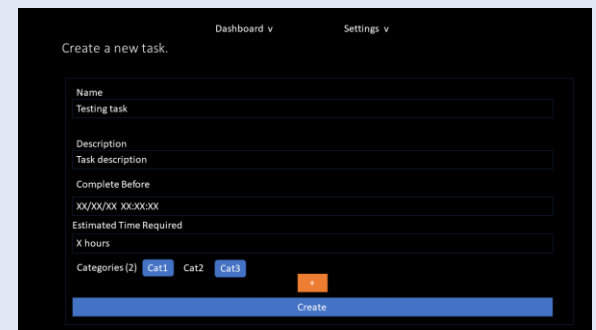 Dashboard v Settings v
Create a new task.
Name
Testing task
Description
Task description
Complete Before
XX/XX/XX XX:XX:XX
Estimated Time Required
X hours
Categories (2) Cat1 Cat2 Cat3
+
Create